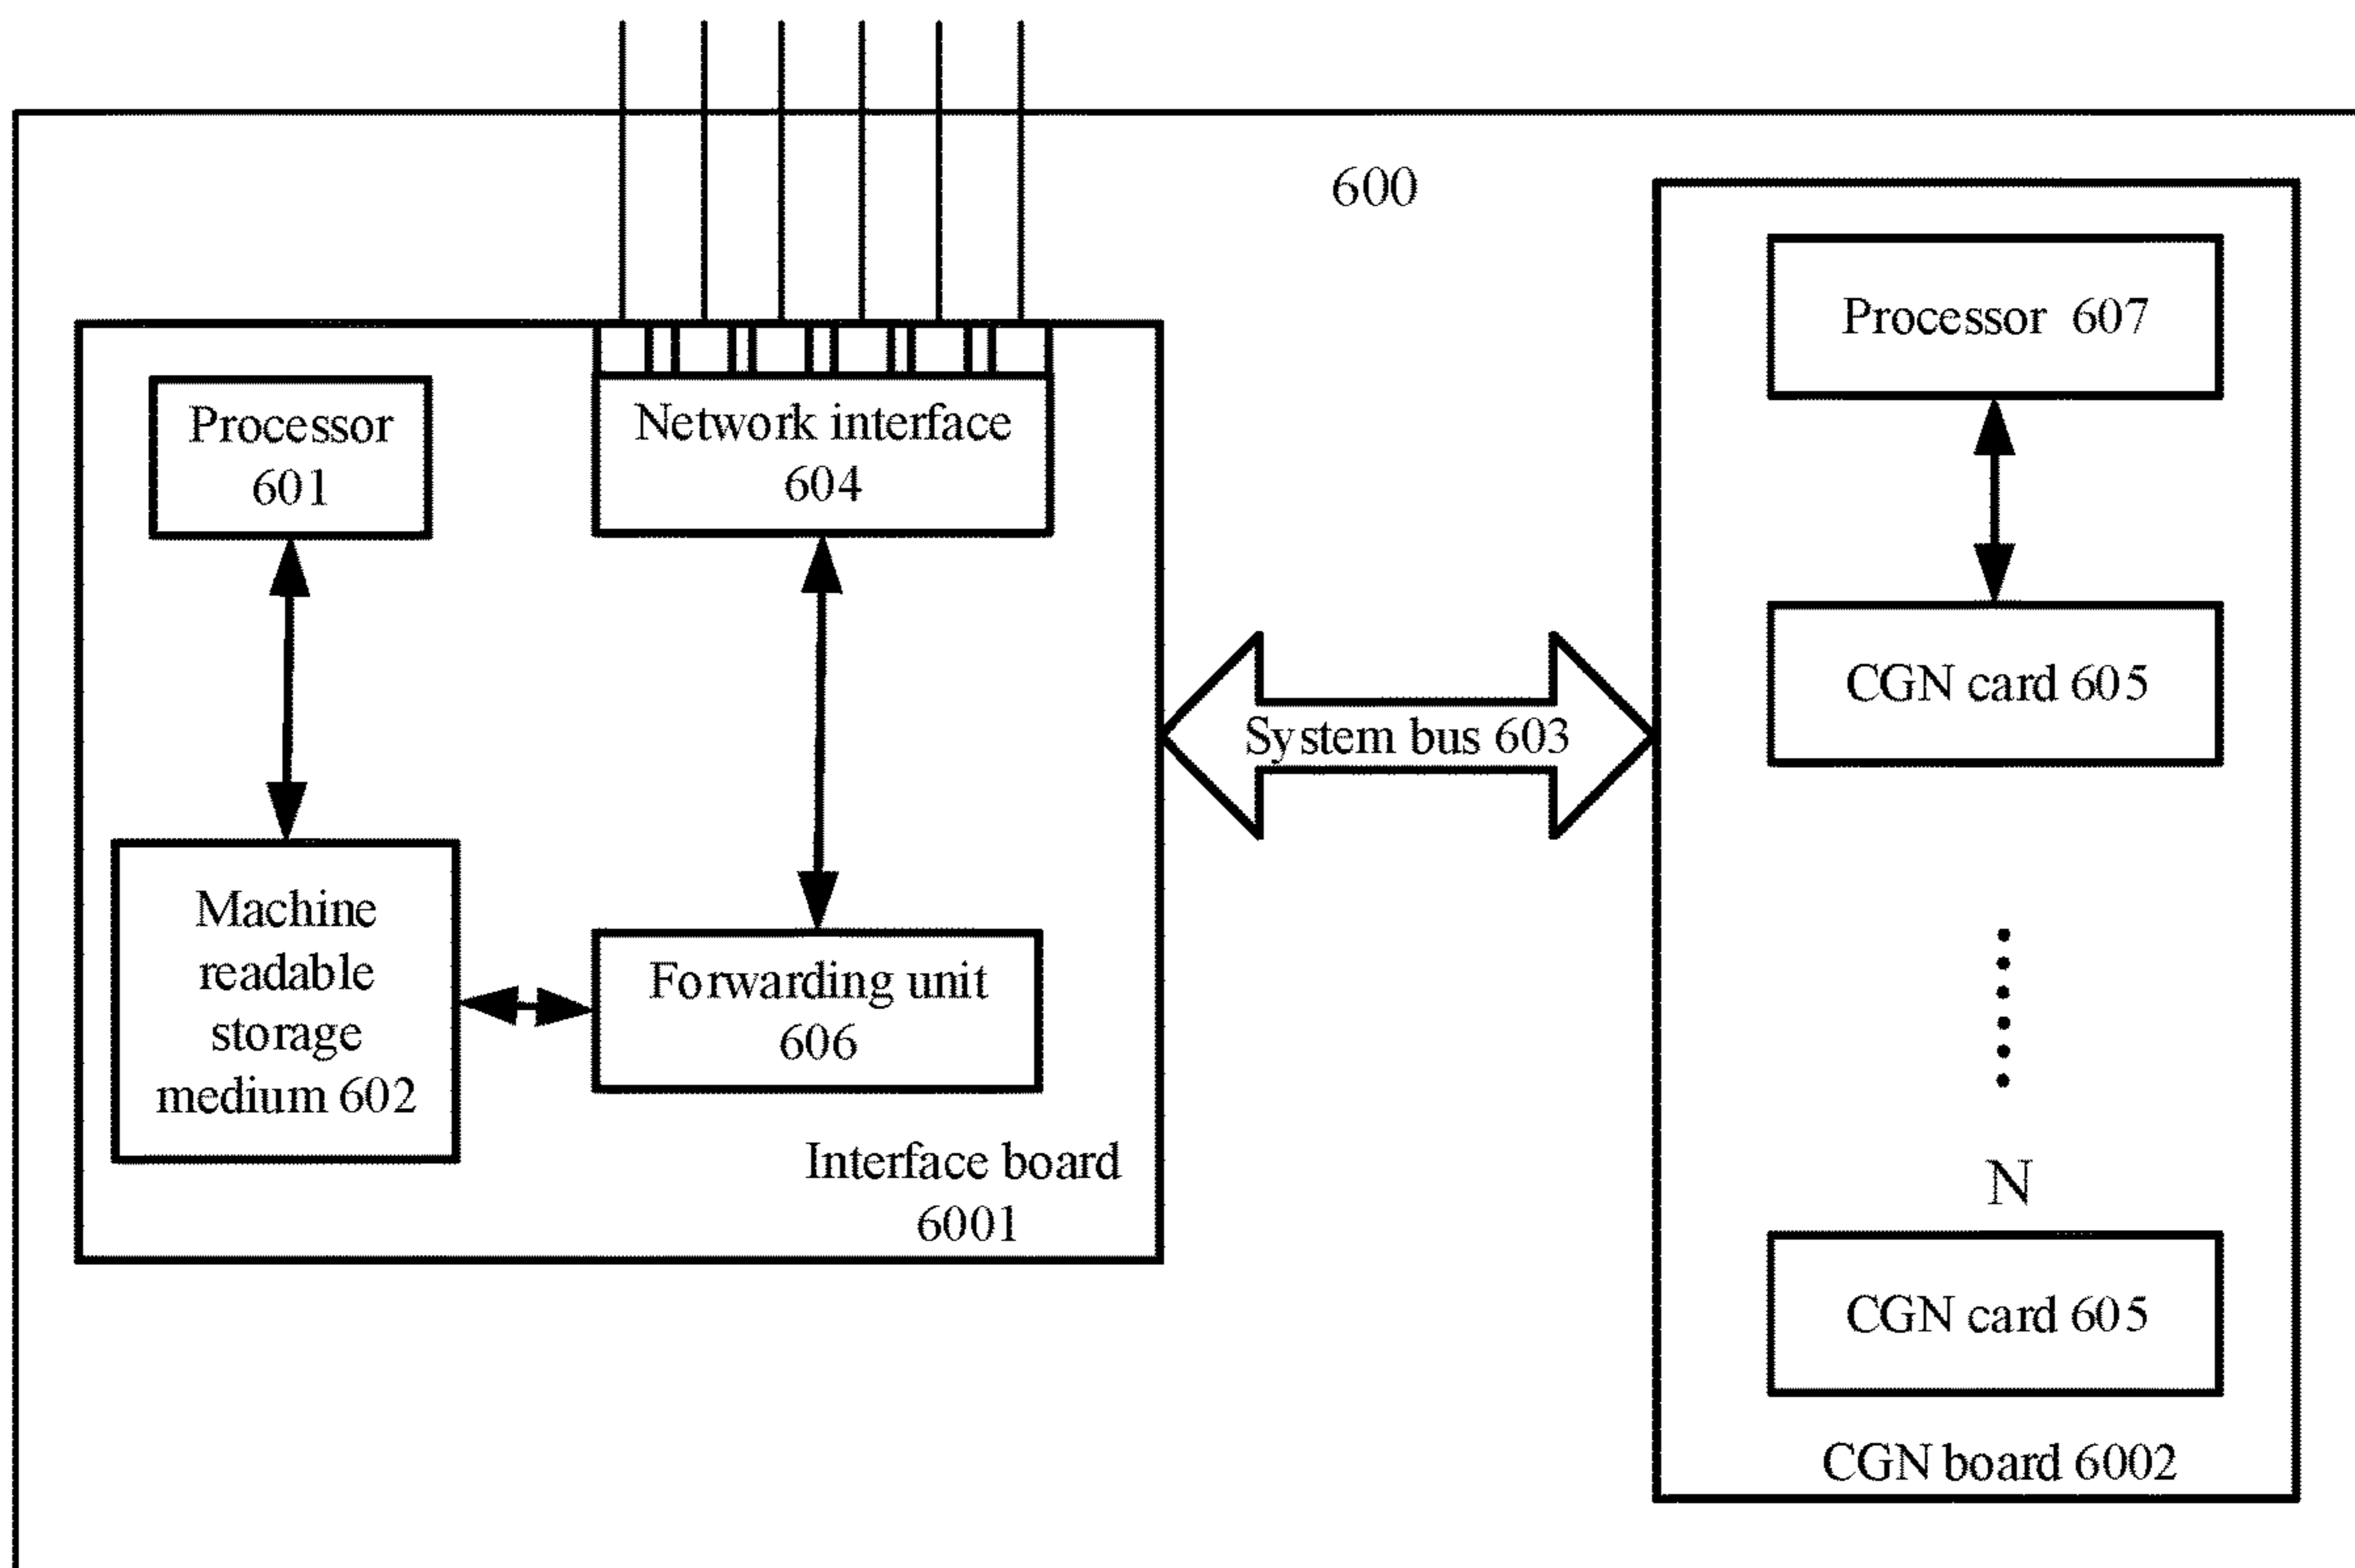 600
Processor
601
Network interface
604
Machine
readable
storage
medium 602
Forwarding unit
606
Interface board
6001
System bus 603
Processor 607
CGN card 605
N
CGN card 605
CGN board 6002